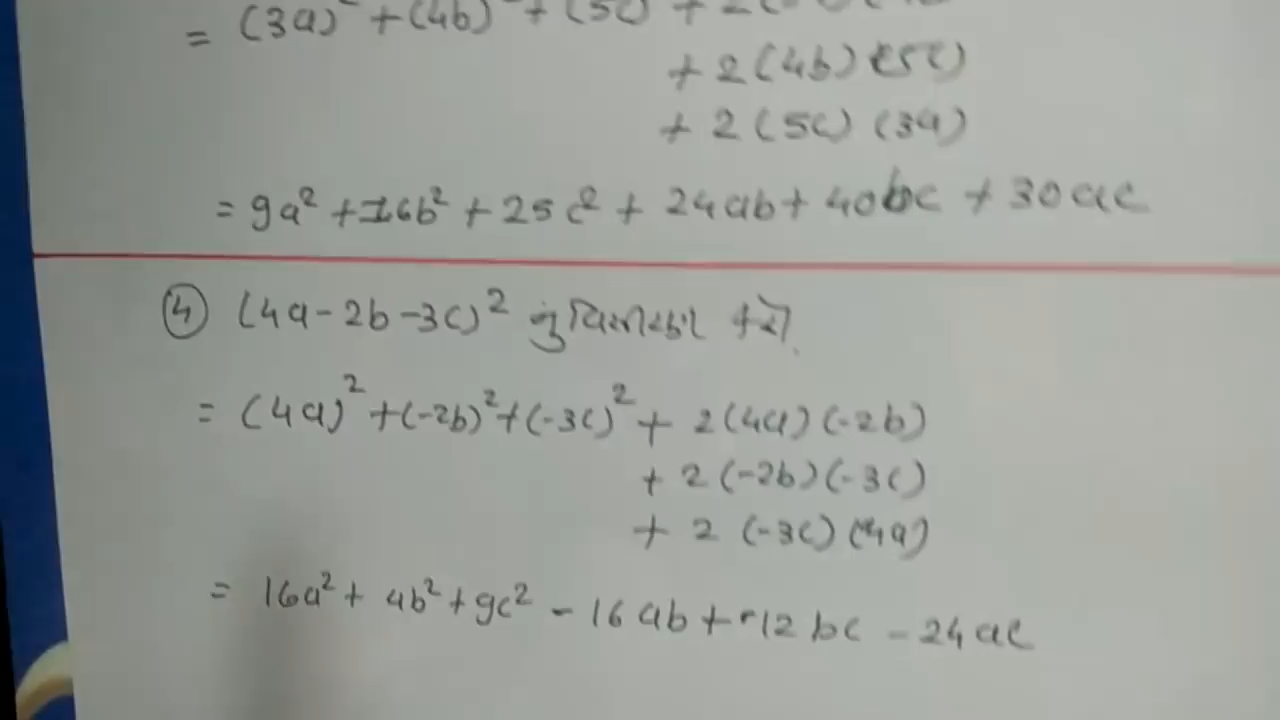 = (3a)² + (4b)² + (5c) + 2
+ 2 (4b) (5c)
+ 2 (5c) (3a)
= 9a² + 16b² + 25c² + 24ab + 40bc + 30ac
④ (4a - 2b - 3c)² નું વિસ્તરણ કરો.
= (4a)² + (-2b)² + (-3c)² + 2 (4a) (-2b)
+ 2 (-2b) (-3c)
+ 2 (-3c) (4a)
= 16a² + 4b² + 9c² - 16ab + 12bc - 24ac